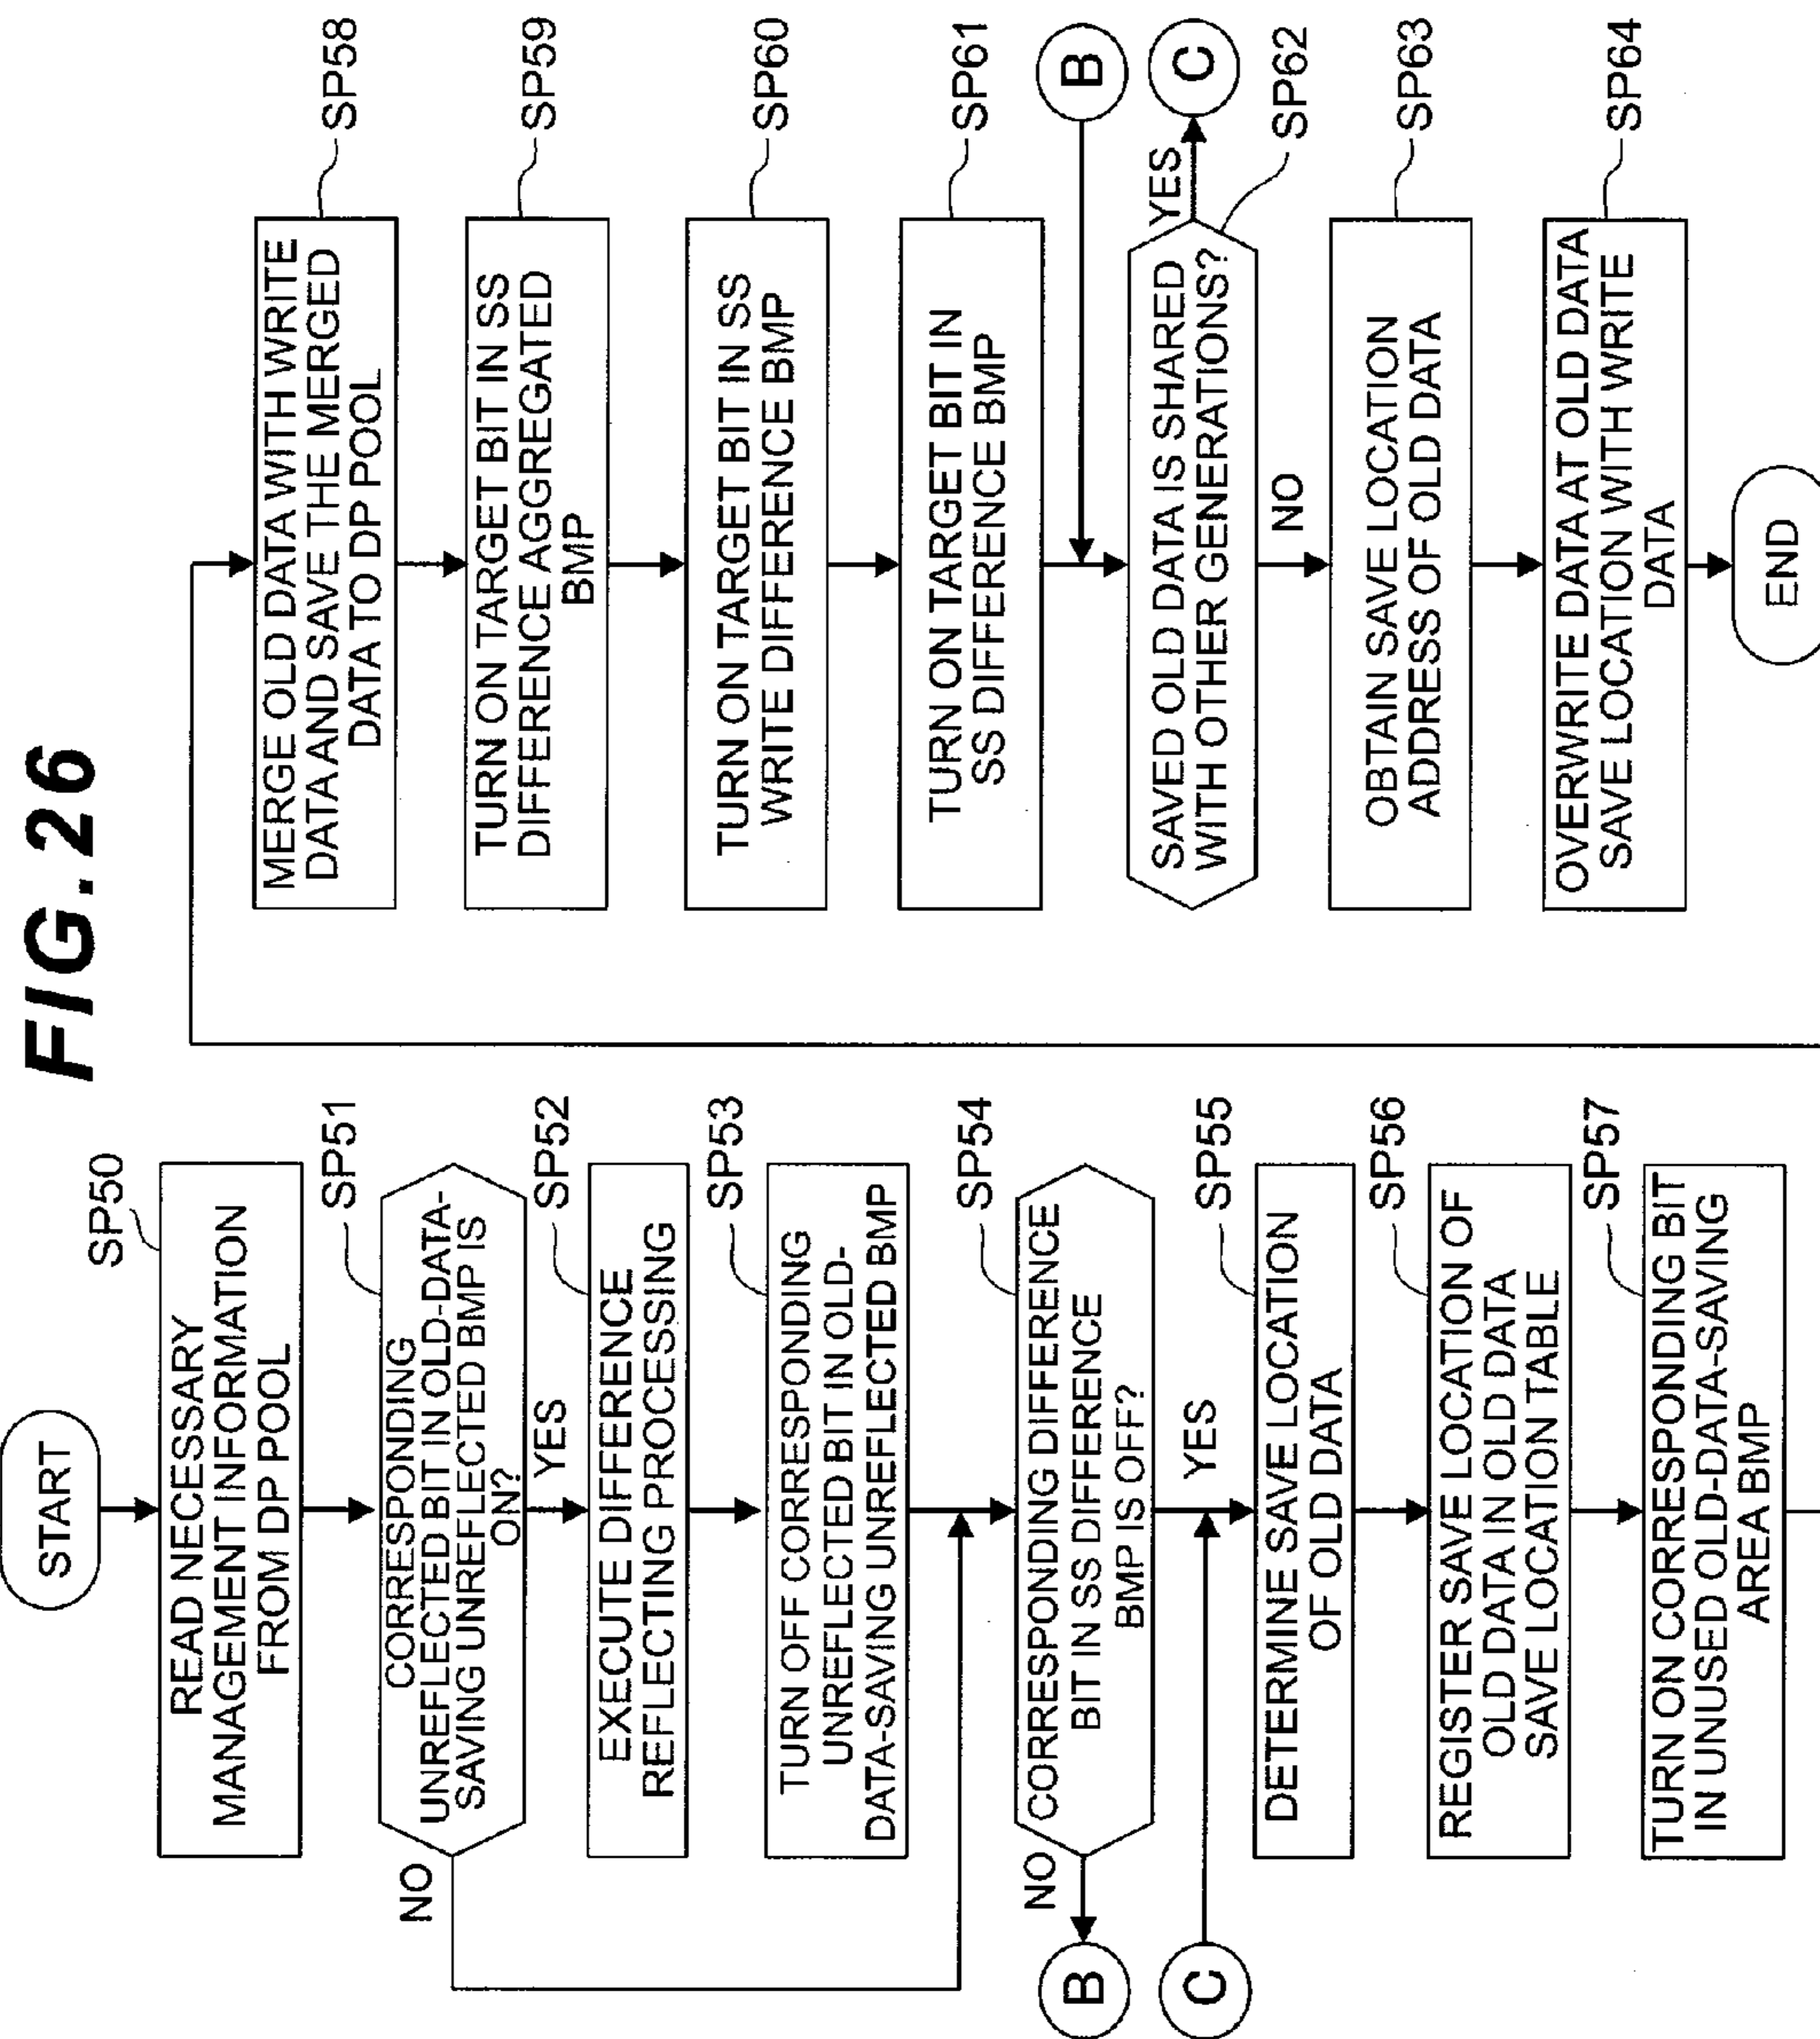 FIG.26
START
SP50
READ NECESSARY
MANAGEMENT INFORMATION
FROM DP POOL
SP51
CORRESPONDING
UNREFLECTED BIT IN OLD-DATA-
SAVING UNREFLECTED BMP IS
ON?
NO
YES
SP52
EXECUTE DIFFERENCE
REFLECTING PROCESSING
SP53
TURN OFF CORRESPONDING
UNREFLECTED BIT IN OLD-
DATA-SAVING UNREFLECTED BMP
SP54
CORRESPONDING DIFFERENCE
BIT IN SS DIFFERENCE
BMP IS OFF?
NO
B
YES
C
SP55
DETERMINE SAVE LOCATION
OF OLD DATA
SP56
REGISTER SAVE LOCATION OF
OLD DATA IN OLD DATA
SAVE LOCATION TABLE
SP57
TURN ON CORRESPONDING BIT
IN UNUSED OLD-DATA-SAVING
AREA BMP
SP58
MERGE OLD DATA WITH WRITE
DATA AND SAVE THE MERGED
DATA TO DP POOL
SP59
TURN ON TARGET BIT IN SS
DIFFERENCE AGGREGATED
BMP
SP60
TURN ON TARGET BIT IN SS
WRITE DIFFERENCE BMP
SP61
TURN ON TARGET BIT IN
SS DIFFERENCE BMP
B
SAVED OLD DATA IS SHARED
WITH OTHER GENERATIONS?
YES
C
SP62
NO
SP63
OBTAIN SAVE LOCATION
ADDRESS OF OLD DATA
SP64
OVERWRITE DATA AT OLD DATA
SAVE LOCATION WITH WRITE
DATA
END